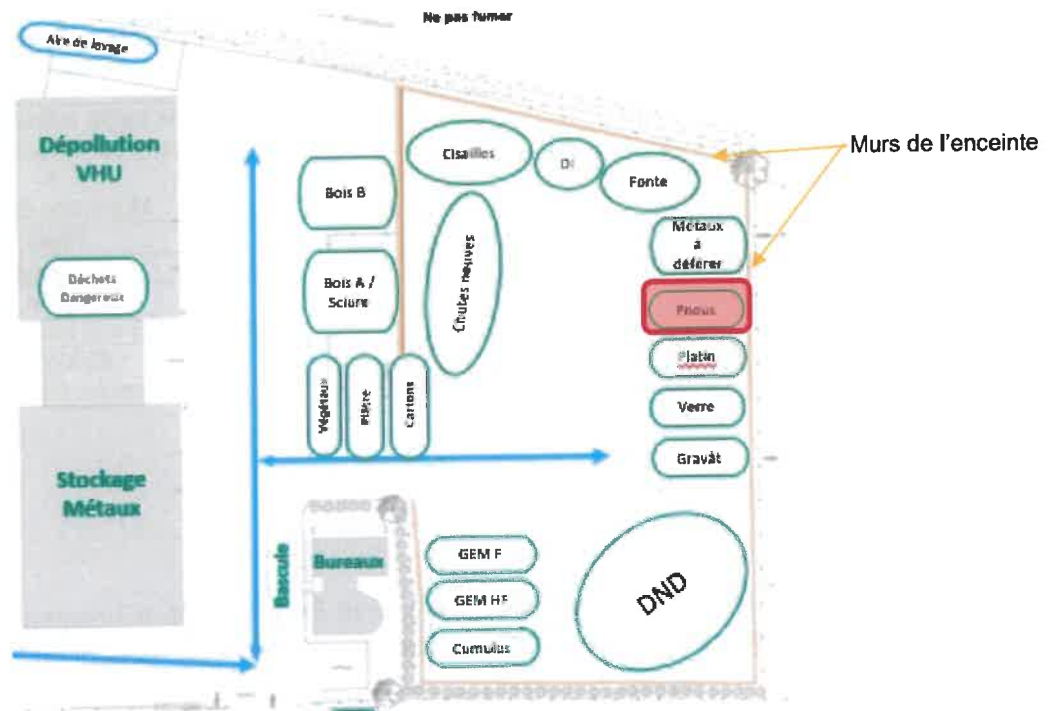 Ne pas fumer
Aire de lavage
Murs de l'enceinte
Dépollution
VHU
Cisailles
DI
Fonte
Bois B
Métaux
à
déferer
Déchets
Dangereux
Bois A /
Sciure
Chutes neuves
Pneus
Platin
Végétaux
Plâtre
Cartons
Verre
Gravât
Stockage
Métaux
Bascule
Bureaux
GEM F
GEM HF
Cumulus
DND